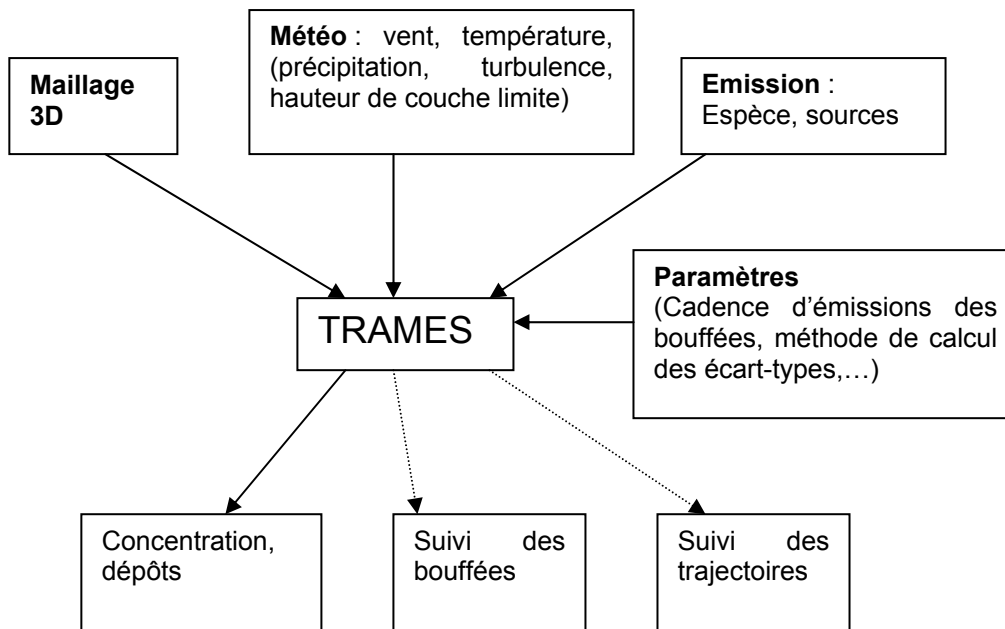 Maillage
3D
Météo : vent, température,
(précipitation, turbulence,
hauteur de couche limite)
Emission :
Espèce, sources
Paramètres
(Cadence d'émissions des
bouffées, méthode de calcul
des écart-types,…)
TRAMES
Concentration,
dépôts
Suivi des
bouffées
Suivi des
trajectoires